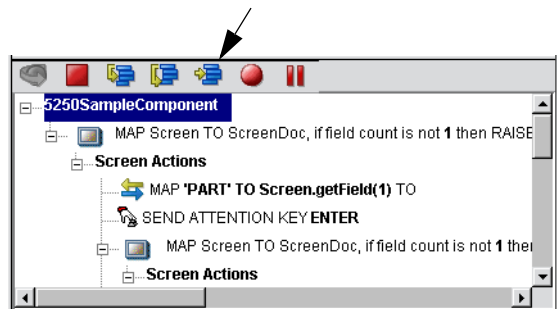 5250SampleComponent
MAP Screen TO ScreenDoc, if field count is not 1 then RAISE
Screen Actions
MAP 'PART' TO Screen.getField(1) TO
SEND ATTENTION KEY ENTER
MAP Screen TO ScreenDoc, if field count is not 1 the
Screen Actions